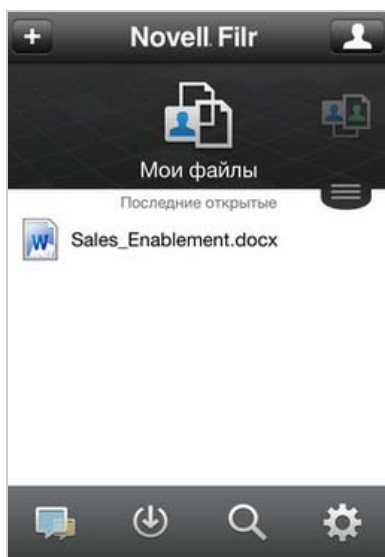 Novell Filr
Мои файлы
Последние открытые
Sales_Enablement.docx